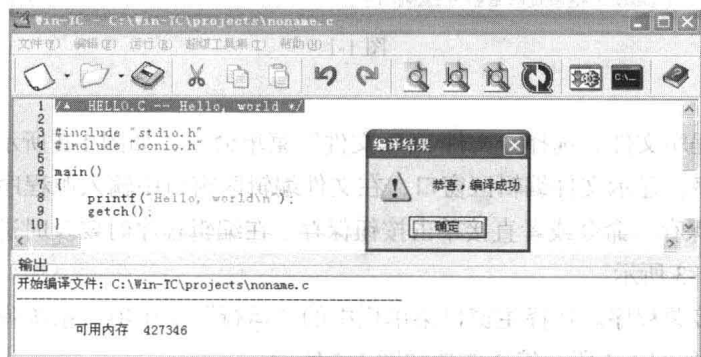 Win-TC - C:\Win-TC\projects\noname.c
文件(F) 编辑(E) 运行(R) 超级工具集(T) 帮助(H)
1 /* HELLO.C -- Hello, world */
2
3 #include "stdio.h"
4 #include "conio.h"
5
6 main()
7 {
8 printf("Hello, world\n");
9 getch();
10 }
编译结果
恭喜，编译成功
确定
输出
开始编译文件: C:\Win-TC\projects\noname.c
可用内存 427346